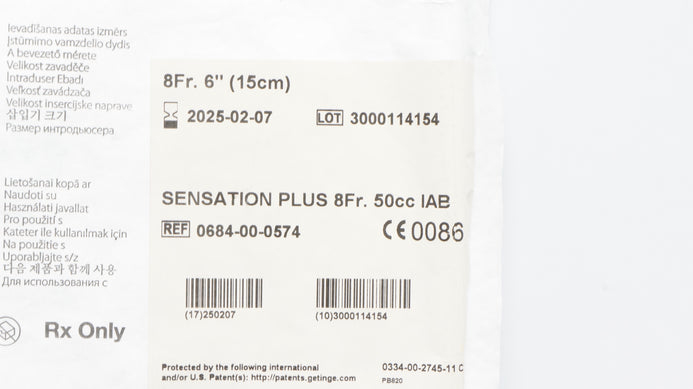 Ievadīšanas adatas izmērs
Įstūmimo vamzdelio dydis
A bevezető mérete
Velikost zavaděče
İntraduser Ebadı
Veľkosť zavádzača
Velikost insercijske naprave
삽입기 크기
Размер интродьюсера
8Fr. 6" (15cm)
2025-02-07
LOT 3000114154
Lietošanai kopā ar
Naudoti su
Használati javallat
Pro použití s
Kateter ile kullanılmak için
Na použitie s
Uporabljajte s/z
다음 제품과 함께 사용
Для использования с
SENSATION PLUS 8Fr. 50cc IAB
REF 0684-00-0574
CE 0086
(17)250207
(10)3000114154
Rx Only
Protected by the following international
and/or U.S. Patent(s): http://patents.getinge.com
0334-00-2745-11 C
PB820